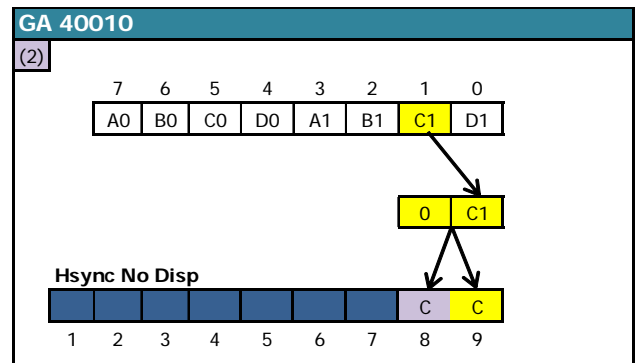 GA 40010
(2)
7 6 5 4 3 2 1 0
A0 B0 C0 D0 A1 B1 C1 D1
0 C1
Hsync No Disp
C C
1 2 3 4 5 6 7 8 9